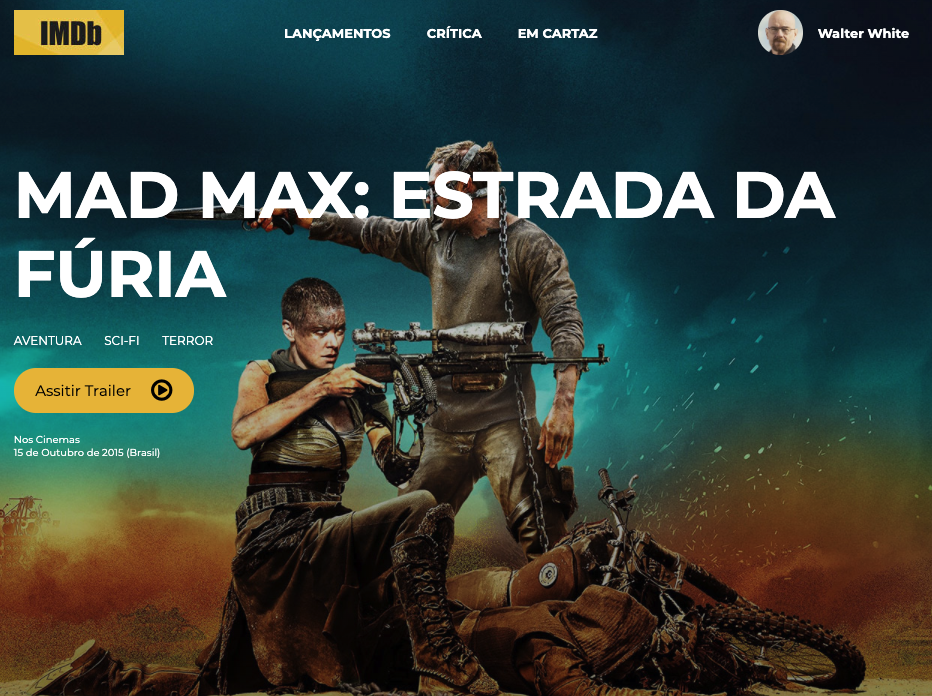 IMDb
LANÇAMENTOS CRÍTICA EM CARTAZ
Walter White
MAD MAX: ESTRADA DA
FÚRIA
AVENTURA SCI-FI TERROR
Assitir Trailer
Nos Cinemas
15 de Outubro de 2015 (Brasil)